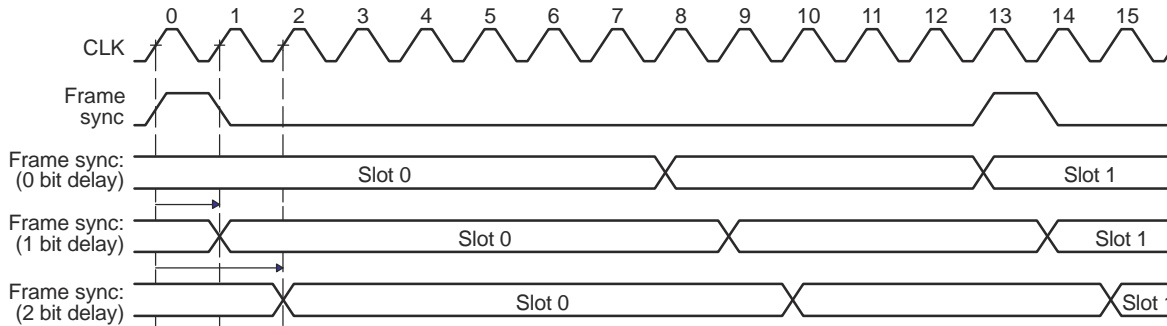 0 1 2 3 4 5 6 7 8 9 10 11 12 13 14 15
CLK
Frame
sync
Frame sync:
(0 bit delay)
Slot 0
Slot 1
Frame sync:
(1 bit delay)
Slot 0
Slot 1
Frame sync:
(2 bit delay)
Slot 0
Slot 1